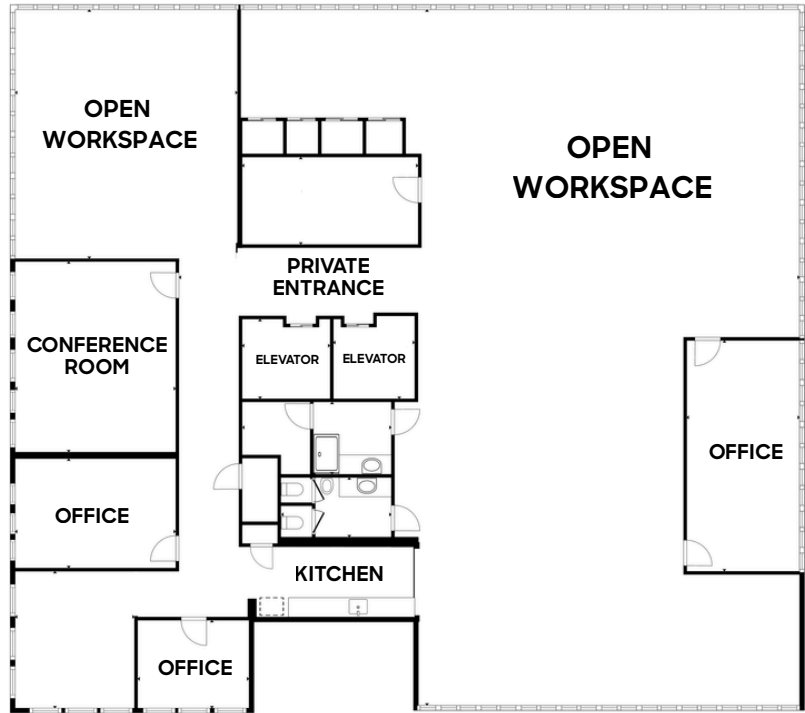 OPEN
WORKSPACE
OPEN
WORKSPACE
PRIVATE
ENTRANCE
CONFERENCE
ROOM
ELEVATOR
ELEVATOR
OFFICE
OFFICE
KITCHEN
OFFICE